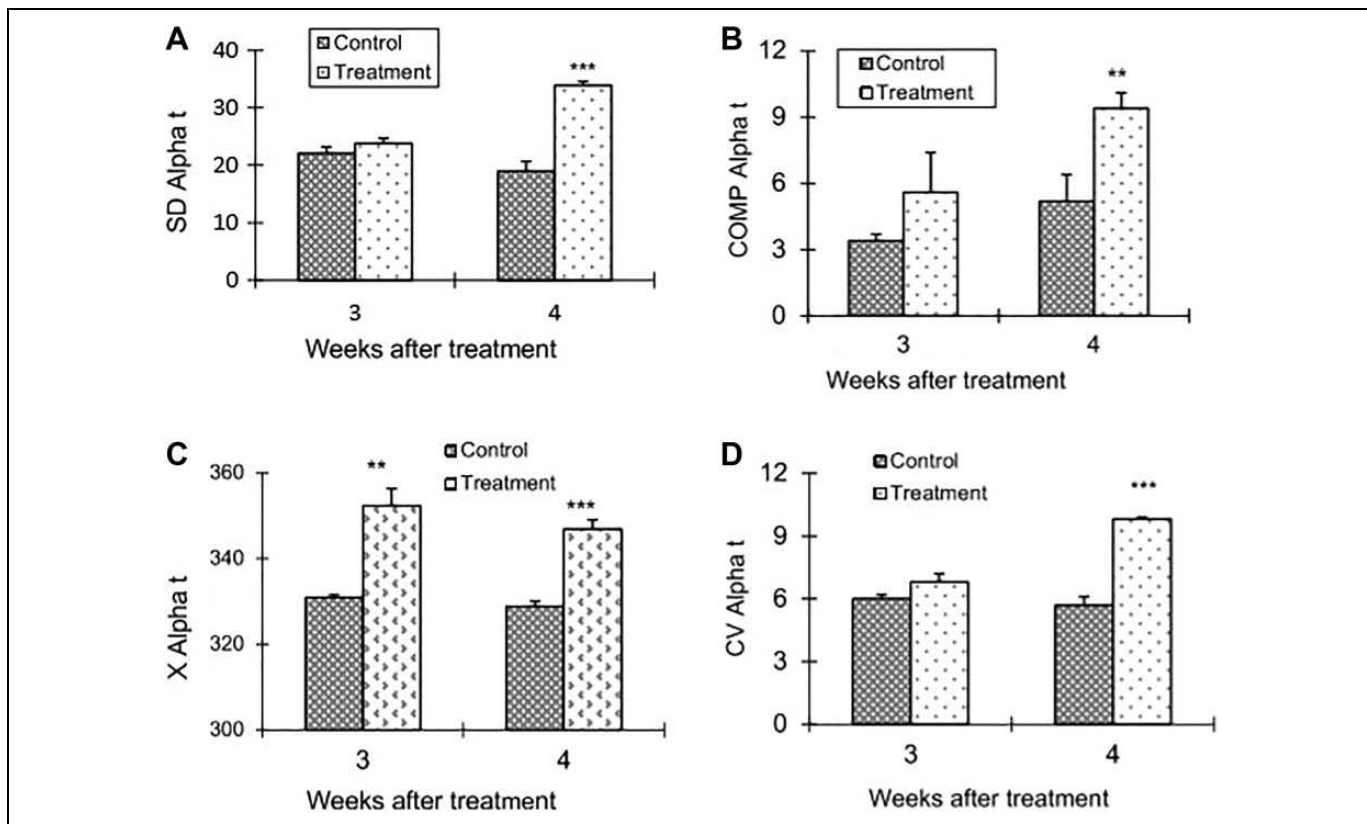 A
Control
Treatment
***
40
30
20
10
0
SD Alpha t
3 4
Weeks after treatment
B
Control
Treatment
**
12
9
6
3
0
COMP Alpha t
3 4
Weeks after treatment
C
Control
Treatment
**
***
360
340
320
300
X Alpha t
3 4
Weeks after treatment
D
Control
Treatment
***
12
9
6
3
0
CV Alpha t
3 4
Weeks after treatment